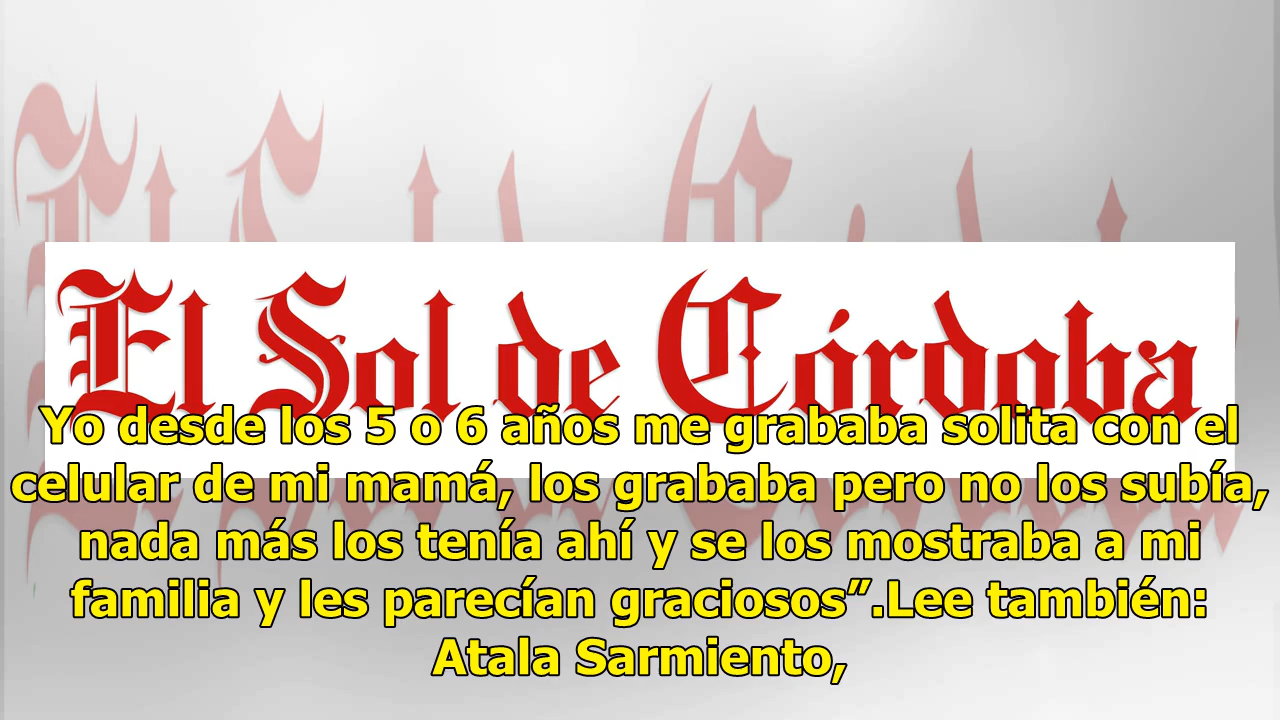 El Sol de Córdoba
Yo desde los 5 o 6 años me grababa solita con el
celular de mi mamá, los grababa pero no los subía,
nada más los tenía ahí y se los mostraba a mi
familia y les parecían graciosos”.Lee también:
Atala Sarmiento,